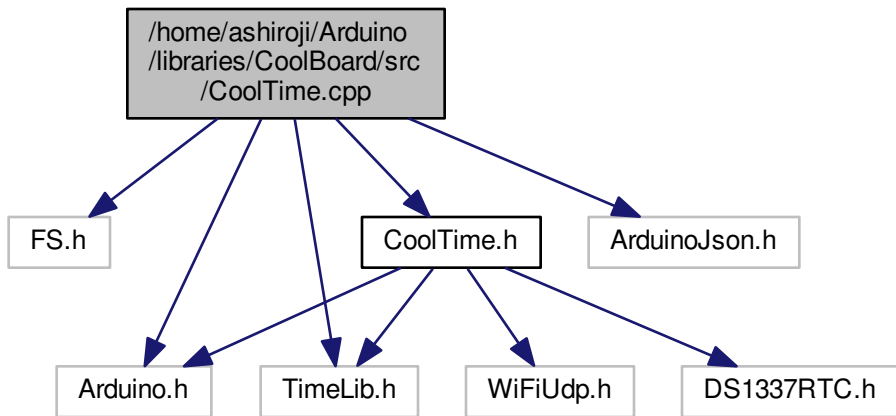 /home/ashiroji/Arduino
/libraries/CoolBoard/src
/CoolTime.cpp
FS.h
CoolTime.h
ArduinoJson.h
Arduino.h
TimeLib.h
WiFiUdp.h
DS1337RTC.h